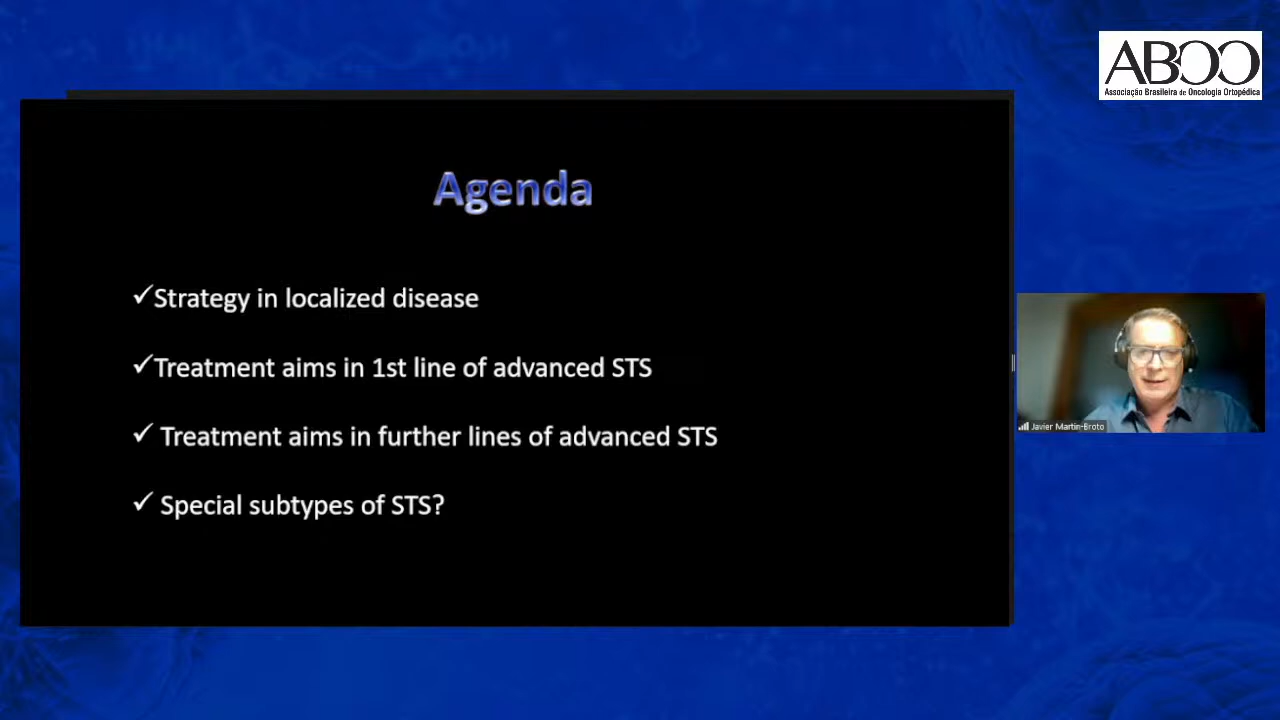 ABOO
Associação Brasileira de Oncologia Ortopédica
Agenda
✓Strategy in localized disease
✓Treatment aims in 1st line of advanced STS
✓ Treatment aims in further lines of advanced STS
✓ Special subtypes of STS?
Javier Martin-Broto